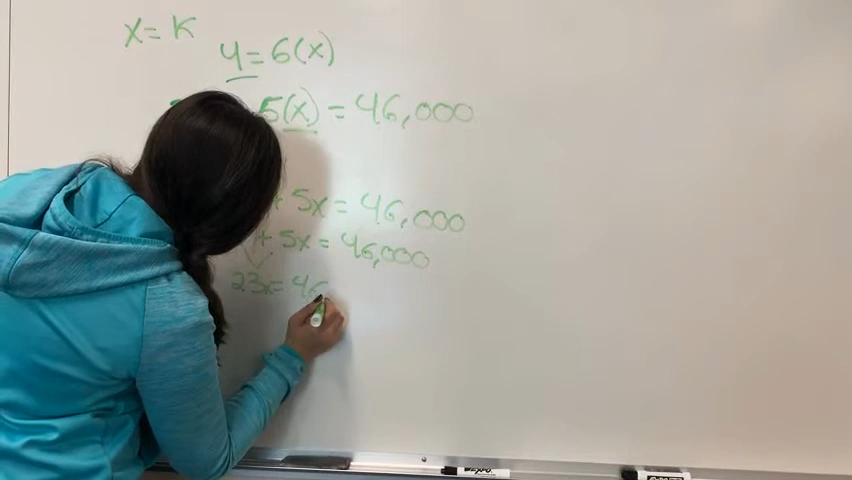 x = K
y = 6(x)
5(x) = 46,000
+ 5x = 46,000
+ 5x = 46,000
23x = 46
EXPO